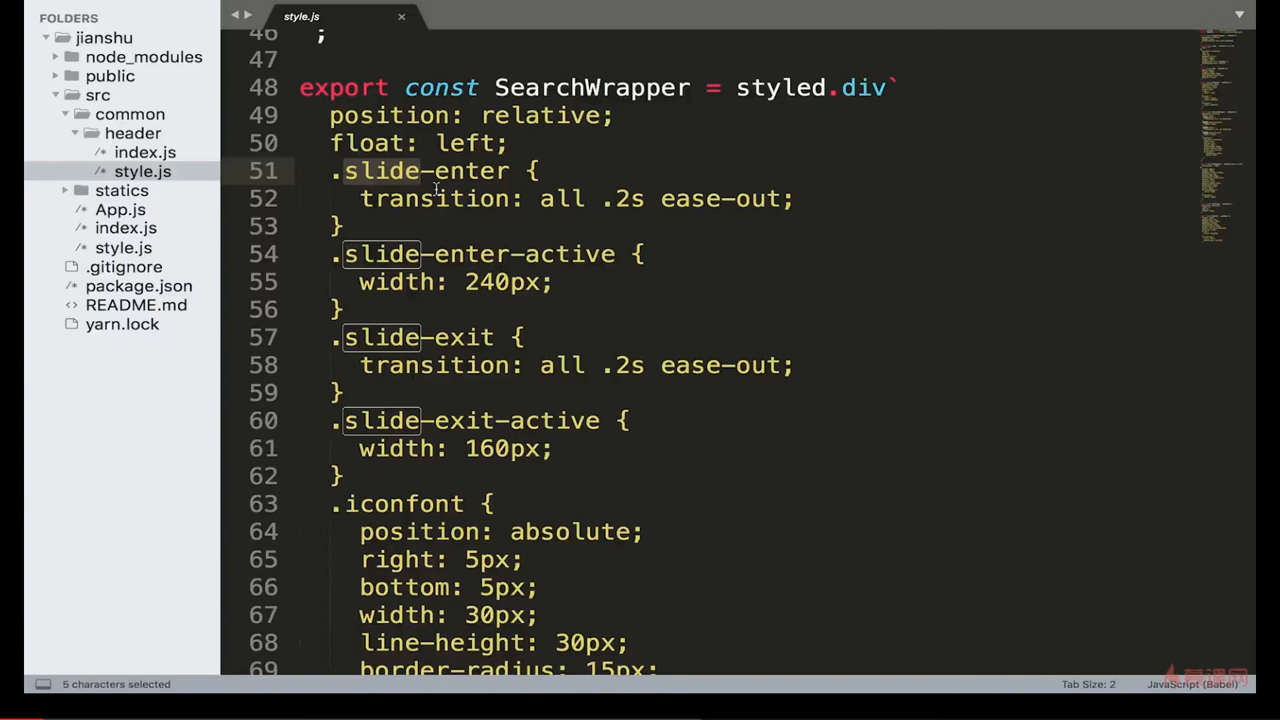 FOLDERS
jianshu
node_modules
public
src
common
header
/* index.js
/* style.js
statics
/* App.js
/* index.js
/* style.js
.gitignore
package.json
<> README.md
yarn.lock
style.js ×
46 ;
47
48 export const SearchWrapper = styled.div`
49 position: relative;
50 float: left;
51 .slide-enter {
52 transition: all .2s ease-out;
53 }
54 .slide-enter-active {
55 width: 240px;
56 }
57 .slide-exit {
58 transition: all .2s ease-out;
59 }
60 .slide-exit-active {
61 width: 160px;
62 }
63 .iconfont {
64 position: absolute;
65 right: 5px;
66 bottom: 5px;
67 width: 30px;
68 line-height: 30px;
69 border-radius: 15px;
5 characters selected
Tab Size: 2
JavaScript (Babel)
慕课网